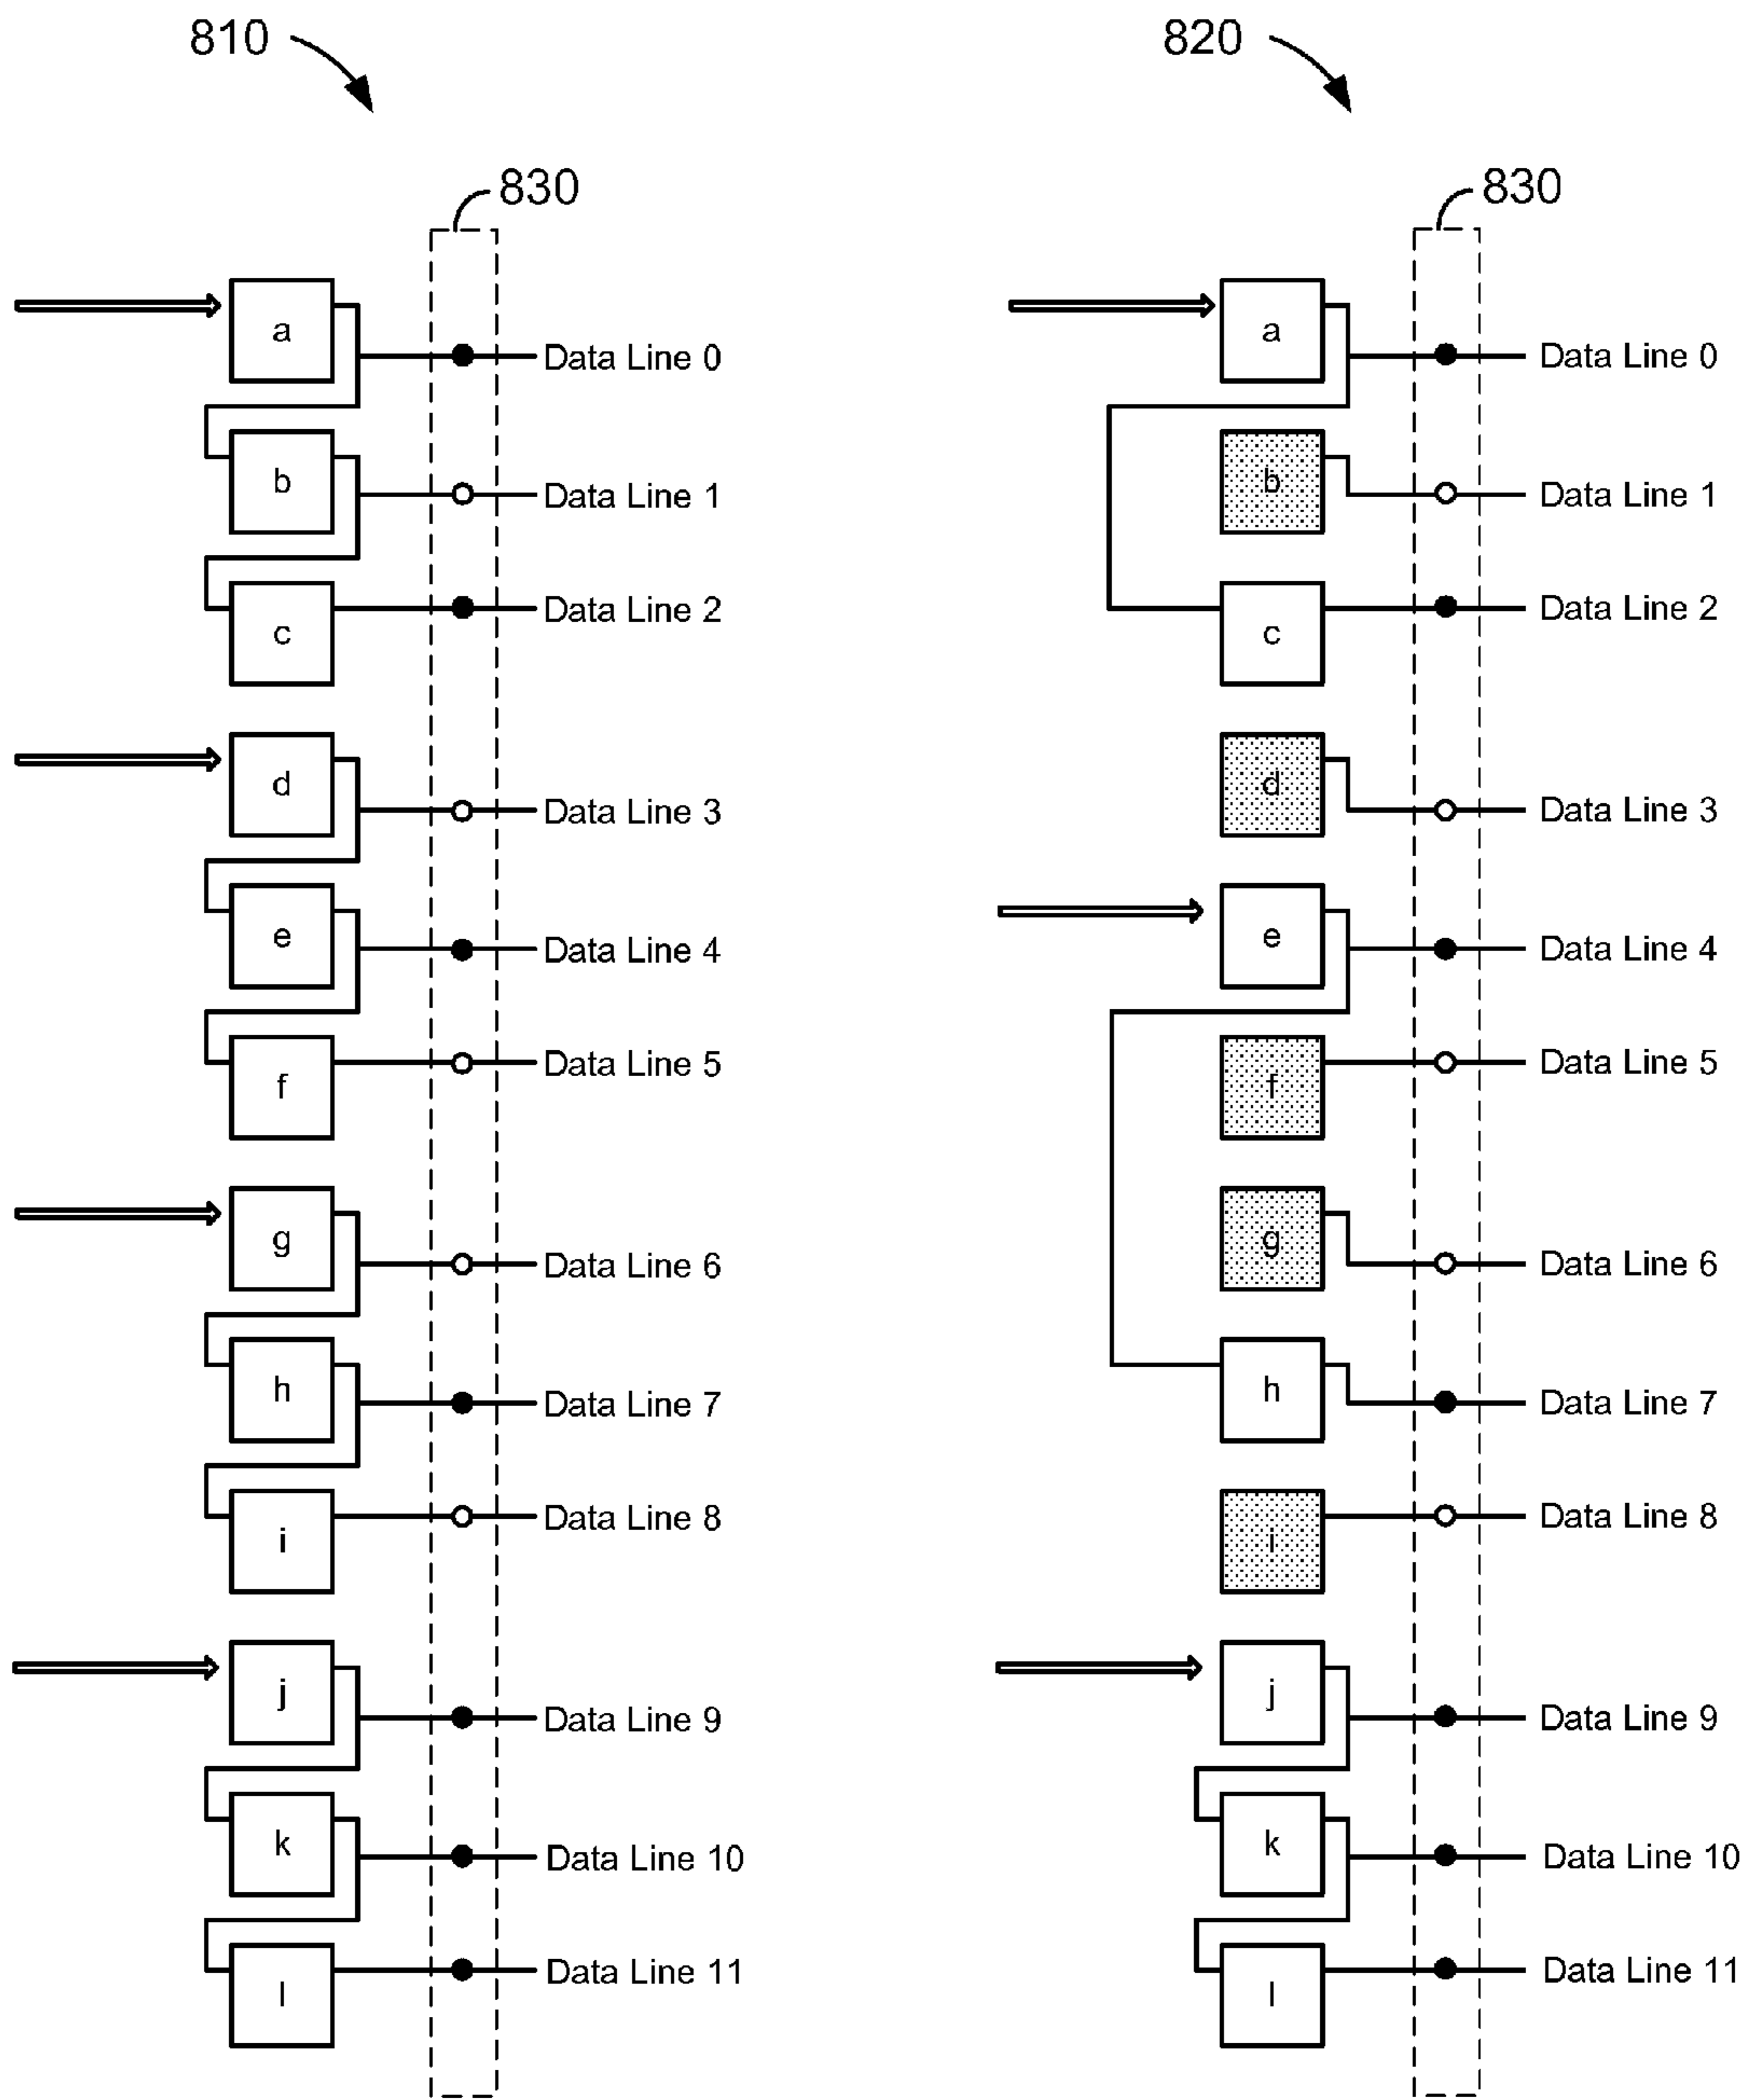 810
830
a
Data Line 0
b
Data Line 1
c
Data Line 2
d
Data Line 3
e
Data Line 4
f
Data Line 5
g
Data Line 6
h
Data Line 7
i
Data Line 8
j
Data Line 9
k
Data Line 10
l
Data Line 11
820
830
a
Data Line 0
b
Data Line 1
c
Data Line 2
d
Data Line 3
e
Data Line 4
f
Data Line 5
g
Data Line 6
h
Data Line 7
i
Data Line 8
j
Data Line 9
k
Data Line 10
l
Data Line 11